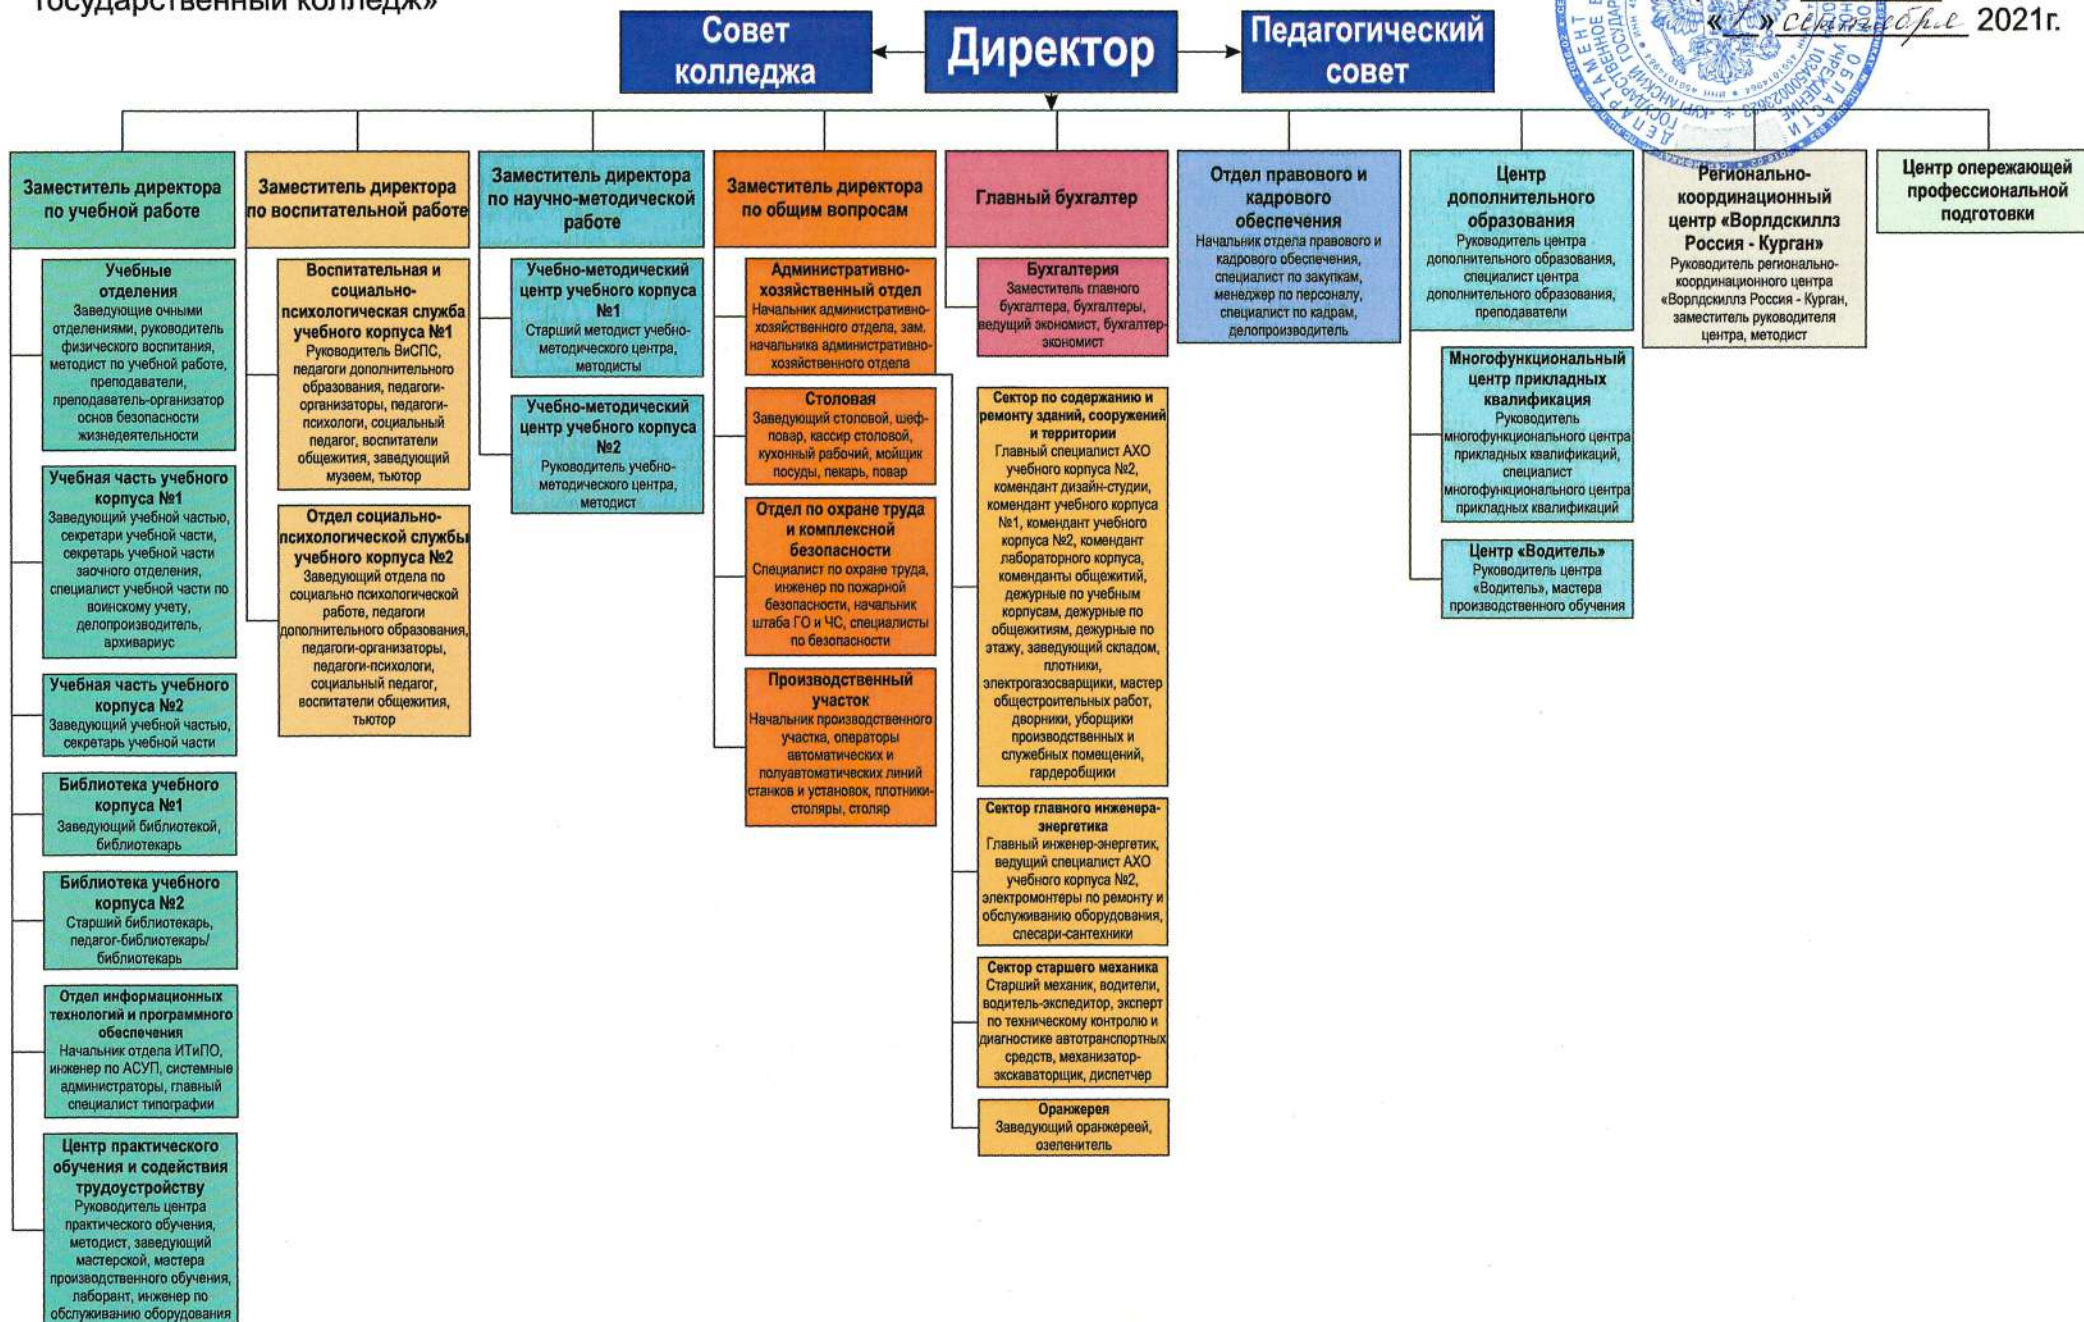 государственный колледж»
« 1 » сентября 2021г.
Совет
колледжа
Директор
Педагогический
совет
Заместитель директора
по учебной работе
Учебные
отделения
Заведующие очными
отделениями, руководитель
физического воспитания,
методист по учебной работе,
преподаватели,
преподаватель-организатор
основ безопасности
жизнедеятельности
Учебная часть учебного
корпуса №1
Заведующий учебной частью,
секретари учебной части,
секретарь учебной части
заочного отделения,
специалист учебной части по
воинскому учету,
делопроизводитель,
архивариус
Учебная часть учебного
корпуса №2
Заведующий учебной частью,
секретарь учебной части
Библиотека учебного
корпуса №1
Заведующий библиотекой,
библиотекарь
Библиотека учебного
корпуса №2
Старший библиотекарь,
педагог-библиотекарь/
библиотекарь
Отдел информационных
технологий и программного
обеспечения
Начальник отдела ИТиПО,
инженер по АСУП, системные
администраторы, главный
специалист типографии
Центр практического
обучения и содействия
трудоустройству
Руководитель центра
практического обучения,
методист, заведующий
мастерской, мастера
производственного обучения,
лаборант, инженер по
обслуживанию оборудования
Заместитель директора
по воспитательной работе
Воспитательная и
социально-
психологическая служба
учебного корпуса №1
Руководитель ВиСПС,
педагоги дополнительного
образования, педагоги-
организаторы, педагоги-
психологи, социальный
педагог, воспитатели
общежития, заведующий
музеем, тьютор
Отдел социально-
психологической службы
учебного корпуса №2
Заведующий отдела по
социально психологической
работе, педагоги
дополнительного образования,
педагоги-организаторы,
педагоги-психологи,
социальный педагог,
воспитатели общежития,
тьютор
Заместитель директора
по научно-методической
работе
Учебно-методический
центр учебного корпуса
№1
Старший методист учебно-
методического центра,
методисты
Учебно-методический
центр учебного корпуса
№2
Руководитель учебно-
методического центра,
методист
Заместитель директора
по общим вопросам
Административно-
хозяйственный отдел
Начальник административно-
хозяйственного отдела, зам.
начальника административно-
хозяйственного отдела
Столовая
Заведующий столовой, шеф-
повар, кассир столовой,
кухонный рабочий, мойщик
посуды, пекарь, повар
Отдел по охране труда
и комплексной
безопасности
Специалист по охране труда,
инженер по пожарной
безопасности, начальник
штаба ГО и ЧС, специалисты
по безопасности
Производственный
участок
Начальник производственного
участка, операторы
автоматических и
полуавтоматических линий
станков и установок, плотники-
столяры, столяр
Главный бухгалтер
Бухгалтерия
Заместитель главного
бухгалтера, бухгалтеры,
ведущий экономист, бухгалтер-
экономист
Сектор по содержанию и
ремонту зданий, сооружений
и территории
Главный специалист АХО
учебного корпуса №2,
комендант дизайн-студии,
комендант учебного корпуса
№1, комендант учебного
корпуса №2, комендант
лабораторного корпуса,
коменданты общежитий,
дежурные по учебным
корпусам, дежурные по
общежитиям, дежурные по
этажу, заведующий складом,
плотники,
электрогазосварщики, мастер
общестроительных работ,
дворники, уборщики
производственных и
служебных помещений,
гардеробщики
Сектор главного инженера-
энергетика
Главный инженер-энергетик,
ведущий специалист АХО
учебного корпуса №2,
электромонтеры по ремонту и
обслуживанию оборудования,
слесари-сантехники
Сектор старшего механика
Старший механик, водители,
водитель-экспедитор, эксперт
по техническому контролю и
диагностике автотранспортных
средств, механизатор-
экскаваторщик, диспетчер
Оранжерея
Заведующий оранжереей,
озеленитель
Отдел правового и
кадрового
обеспечения
Начальник отдела правового и
кадрового обеспечения,
специалист по закупкам,
менеджер по персоналу,
специалист по кадрам,
делопроизводитель
Центр
дополнительного
образования
Руководитель центра
дополнительного образования,
специалист центра
дополнительного образования,
преподаватели
Многофункциональный
центр прикладных
квалификация
Руководитель
многофункционального центра
прикладных квалификаций,
специалист
многофункционального центра
прикладных квалификаций
Центр «Водитель»
Руководитель центра
«Водитель», мастера
производственного обучения
Регионально-
координационный
центр «Ворлдскиллз
Россия - Курган»
Руководитель регионально-
координационного центра
«Ворлдскиллз Россия - Курган,
заместитель руководителя
центра, методист
Центр опережающей
профессиональной
подготовки